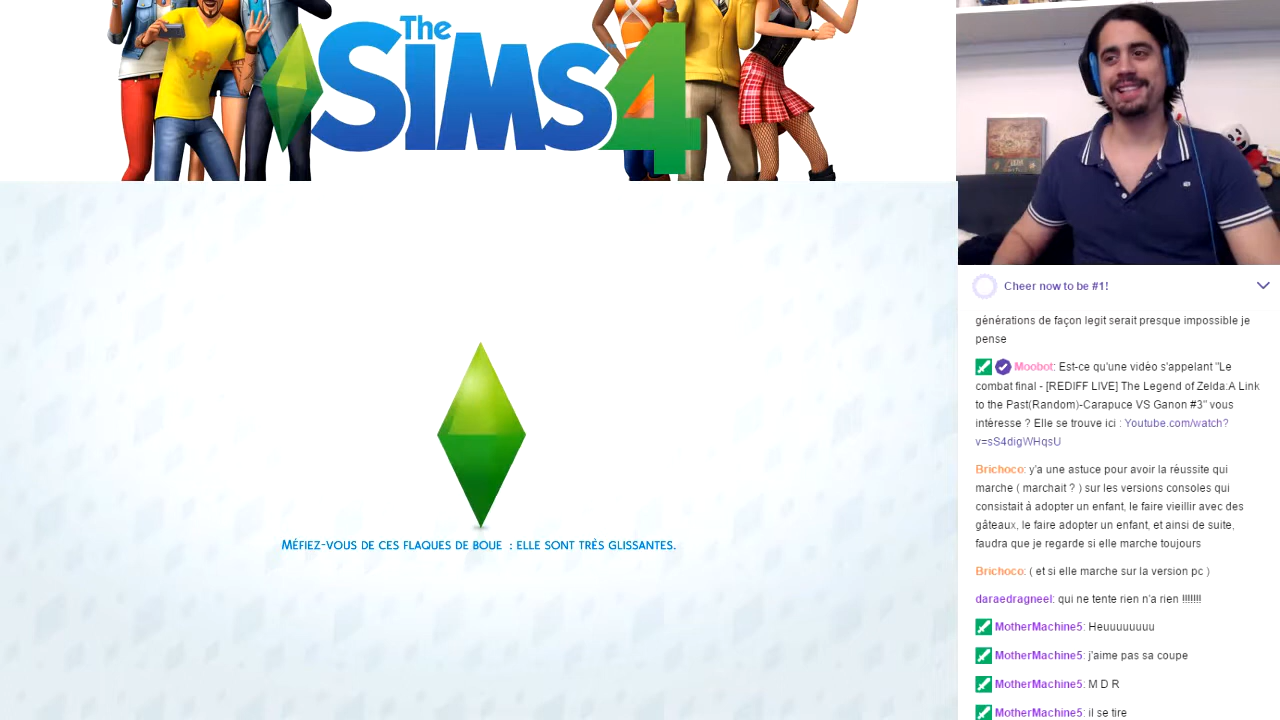 The
SIMS 4
MÉFIEZ-VOUS DE CES FLAQUES DE BOUE : ELLE SONT TRÈS GLISSANTES.
Cheer now to be #1!
générations de façon legit serait presque impossible je
pense
Moobot: Est-ce qu'une vidéo s'appelant "Le
combat final - [REDIFF LIVE] The Legend of Zelda:A Link
to the Past(Random)-Carapuce VS Ganon #3" vous
intéresse ? Elle se trouve ici : Youtube.com/watch?
v=sS4digWHqsU
Brichoco: y'a une astuce pour avoir la réussite qui
marche ( marchait ? ) sur les versions consoles qui
consistait à adopter un enfant, le faire vieillir avec des
gâteaux, le faire adopter un enfant, et ainsi de suite,
faudra que je regarde si elle marche toujours
Brichoco: ( et si elle marche sur la version pc )
daraedragneel: qui ne tente rien n'a rien !!!!!!!
MotherMachine5: Heuuuuuuuu
MotherMachine5: j'aime pas sa coupe
MotherMachine5: M D R
MotherMachine5: il se tire